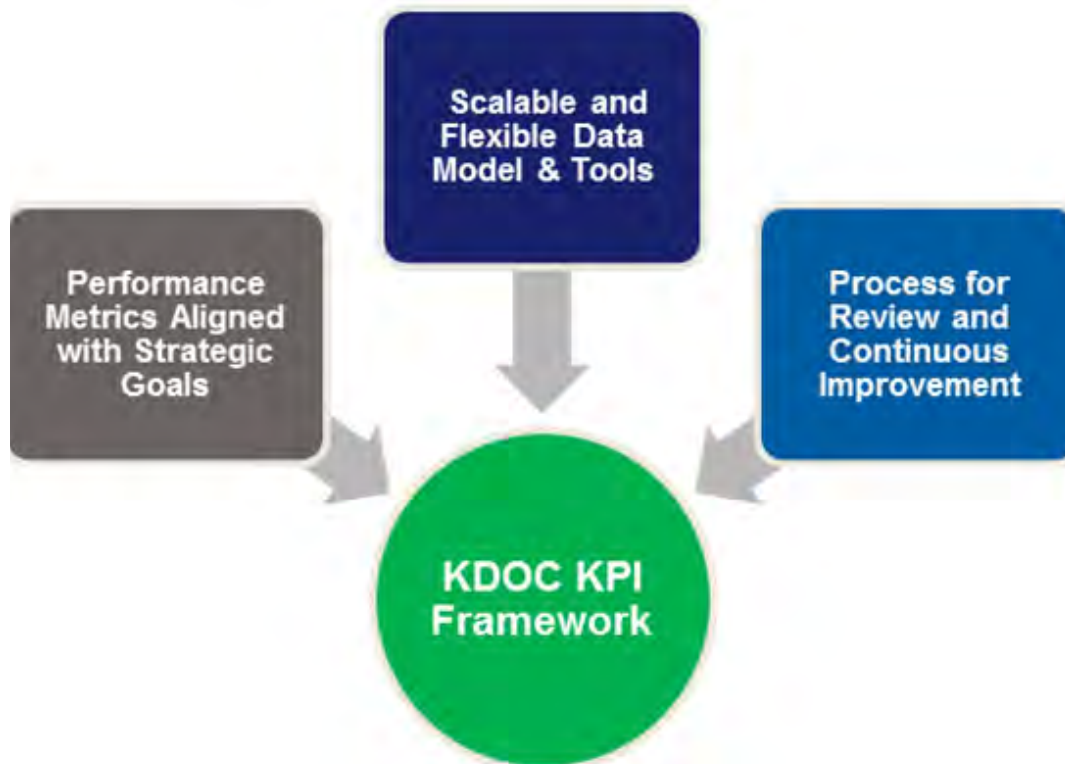 Scalable and
Flexible Data
Model & Tools
Performance
Metrics Aligned
with Strategic
Goals
Process for
Review and
Continuous
Improvement
KDOC KPI
Framework